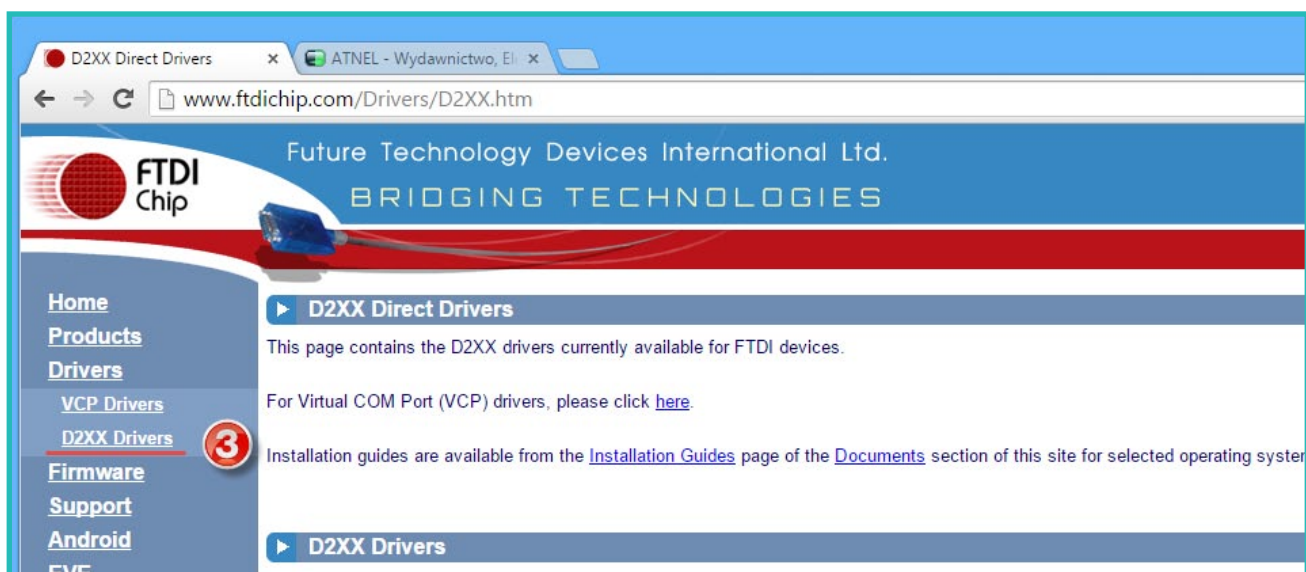 D2XX Direct Drivers
ATNEL - Wydawnictwo, El
www.ftdichip.com/Drivers/D2XX.htm
FTDI
Chip
Future Technology Devices International Ltd.
BRIDGING TECHNOLOGIES
Home
Products
Drivers
VCP Drivers
D2XX Drivers
3
Firmware
Support
Android
EVE
D2XX Direct Drivers
This page contains the D2XX drivers currently available for FTDI devices.
For Virtual COM Port (VCP) drivers, please click here.
Installation guides are available from the Installation Guides page of the Documents section of this site for selected operating syster
D2XX Drivers